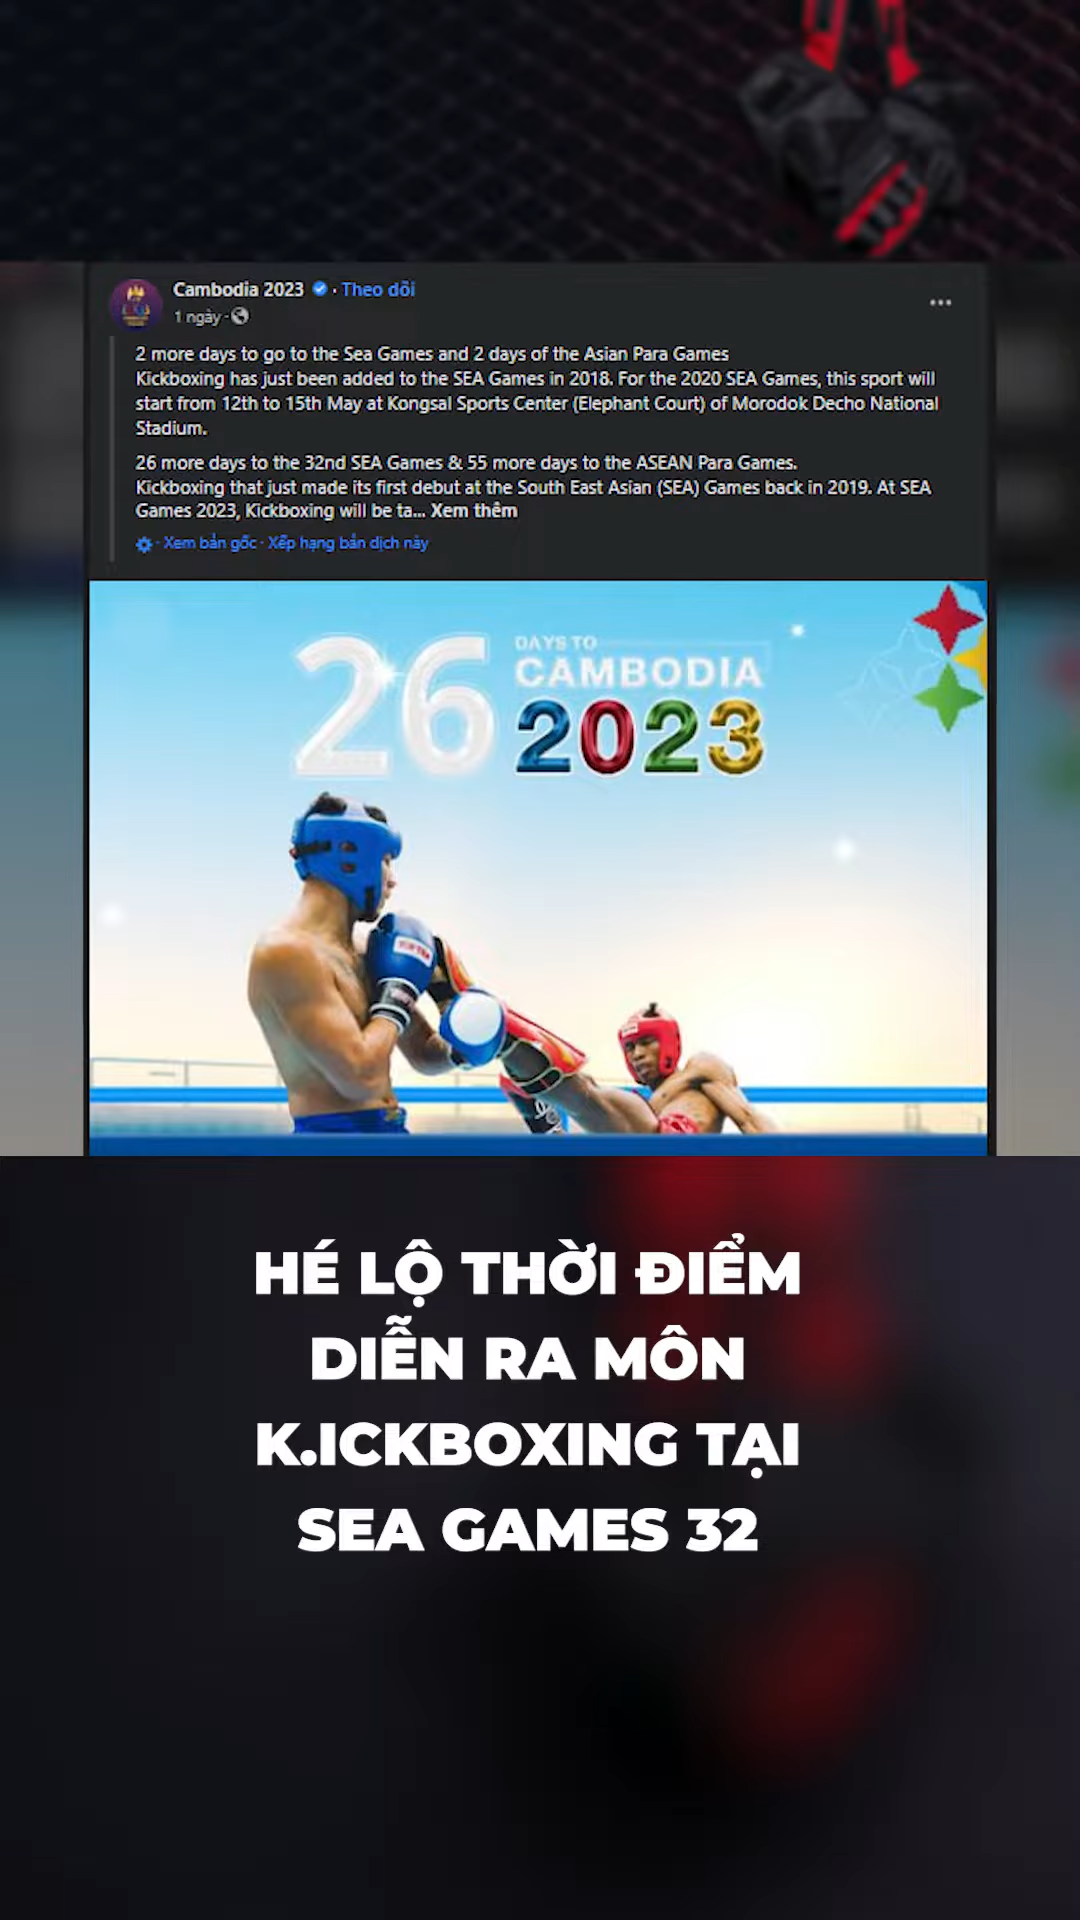 Cambodia 2023 · Theo dõi
1 ngày ·
2 more days to go to the Sea Games and 2 days of the Asian Para Games
Kickboxing has just been added to the SEA Games in 2018. For the 2020 SEA Games, this sport will
start from 12th to 15th May at Kongsal Sports Center (Elephant Court) of Morodok Decho National
Stadium.
26 more days to the 32nd SEA Games & 55 more days to the ASEAN Para Games.
Kickboxing that just made its first debut at the South East Asian (SEA) Games back in 2019. At SEA
Games 2023, Kickboxing will be ta... Xem thêm
· Xem bản gốc · Xếp hạng bản dịch này
26 DAYS TO
CAMBODIA
2023
HÉ LỘ THỜI ĐIỂM
DIỄN RA MÔN
K.ICKBOXING TẠI
SEA GAMES 32